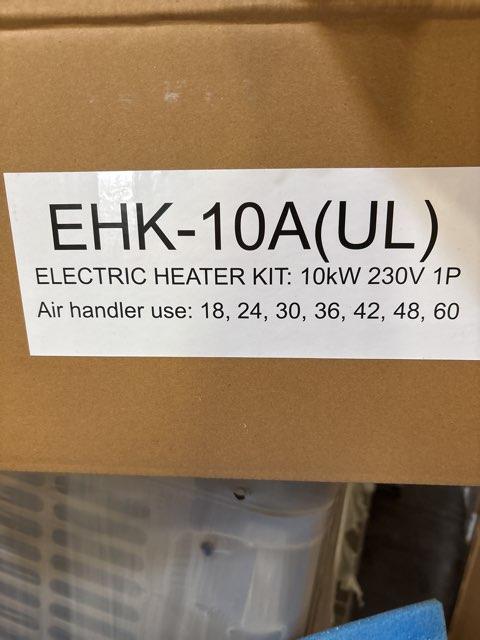 EHK-10A(UL)
ELECTRIC HEATER KIT: 10kW 230V 1P
Air handler use: 18, 24, 30, 36, 42, 48, 60